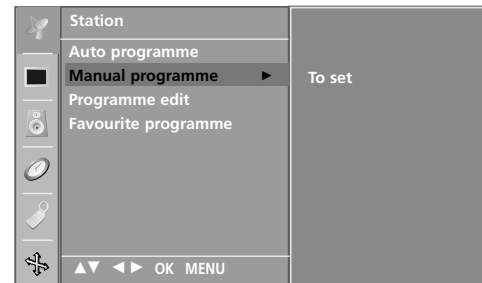 Station
Auto programme
Manual programme ►
To set
Programme edit
Favourite programme
▲▼ ◄► OK MENU